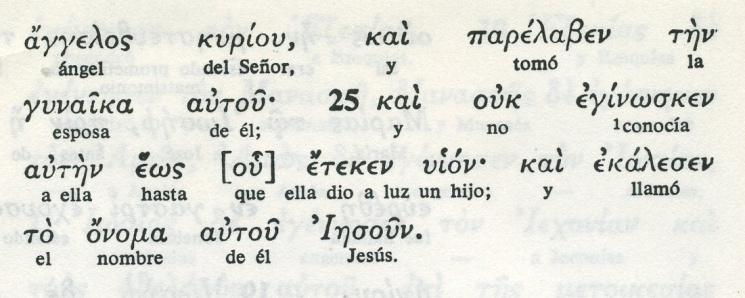 ἄγγελος κυρίου, καὶ παρέλαβεν τὴν
ángel del Señor, y tomó la
γυναῖκα αὐτοῦ· 25 καὶ οὐκ ἐγίνωσκεν
esposa de él; y no ¹conocía
αὐτὴν ἕως [οὗ] ἔτεκεν υἱόν· καὶ ἐκάλεσεν
a ella hasta que ella dio a luz un hijo; y llamó
τὸ ὄνομα αὐτοῦ Ἰησοῦν.
el nombre de él Jesús.